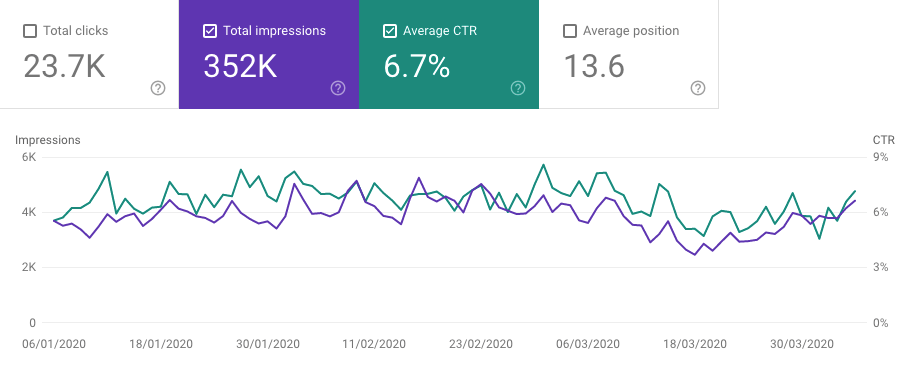 Total clicks
23.7K
Total impressions
352K
Average CTR
6.7%
Average position
13.6
Impressions
CTR
6K
9%
4K
6%
2K
3%
0
0%
06/01/2020 18/01/2020 30/01/2020 11/02/2020 23/02/2020 06/03/2020 18/03/2020 30/03/2020